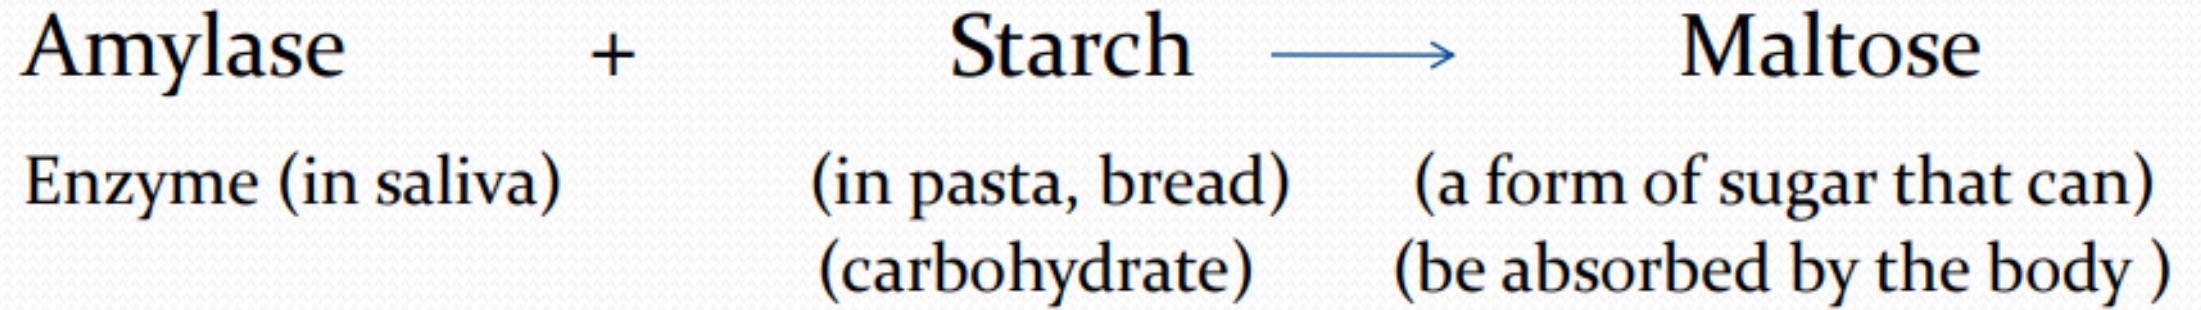 Amylase + Starch → Maltose
Enzyme (in saliva) (in pasta, bread) (a form of sugar that can)
(carbohydrate) (be absorbed by the body )